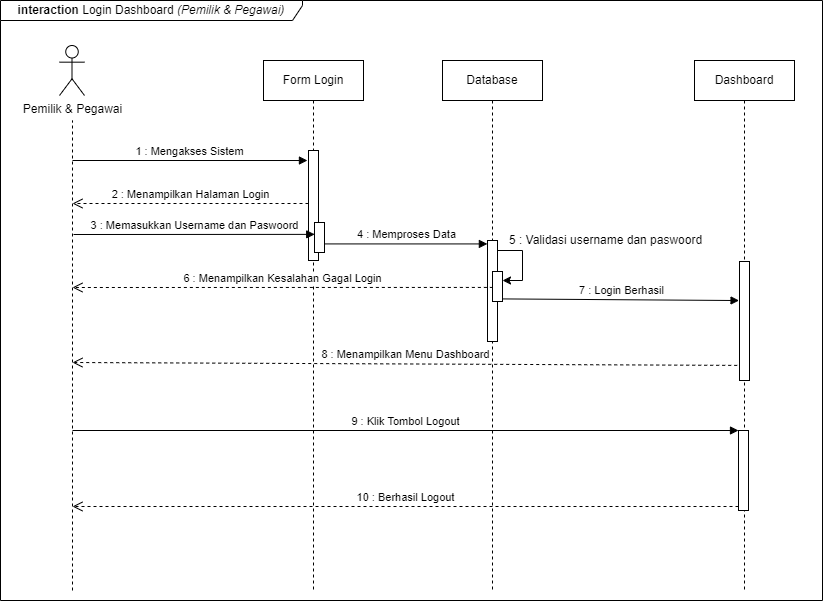 interaction Login Dashboard (Pemilik & Pegawai)
Form Login
Database
Dashboard
Pemilik & Pegawai
1 : Mengakses Sistem
2 : Menampilkan Halaman Login
3 : Memasukkan Username dan Paswoord
4 : Memproses Data
5 : Validasi username dan paswoord
6 : Menampilkan Kesalahan Gagal Login
7 : Login Berhasil
8 : Menampilkan Menu Dashboard
9 : Klik Tombol Logout
10 : Berhasil Logout